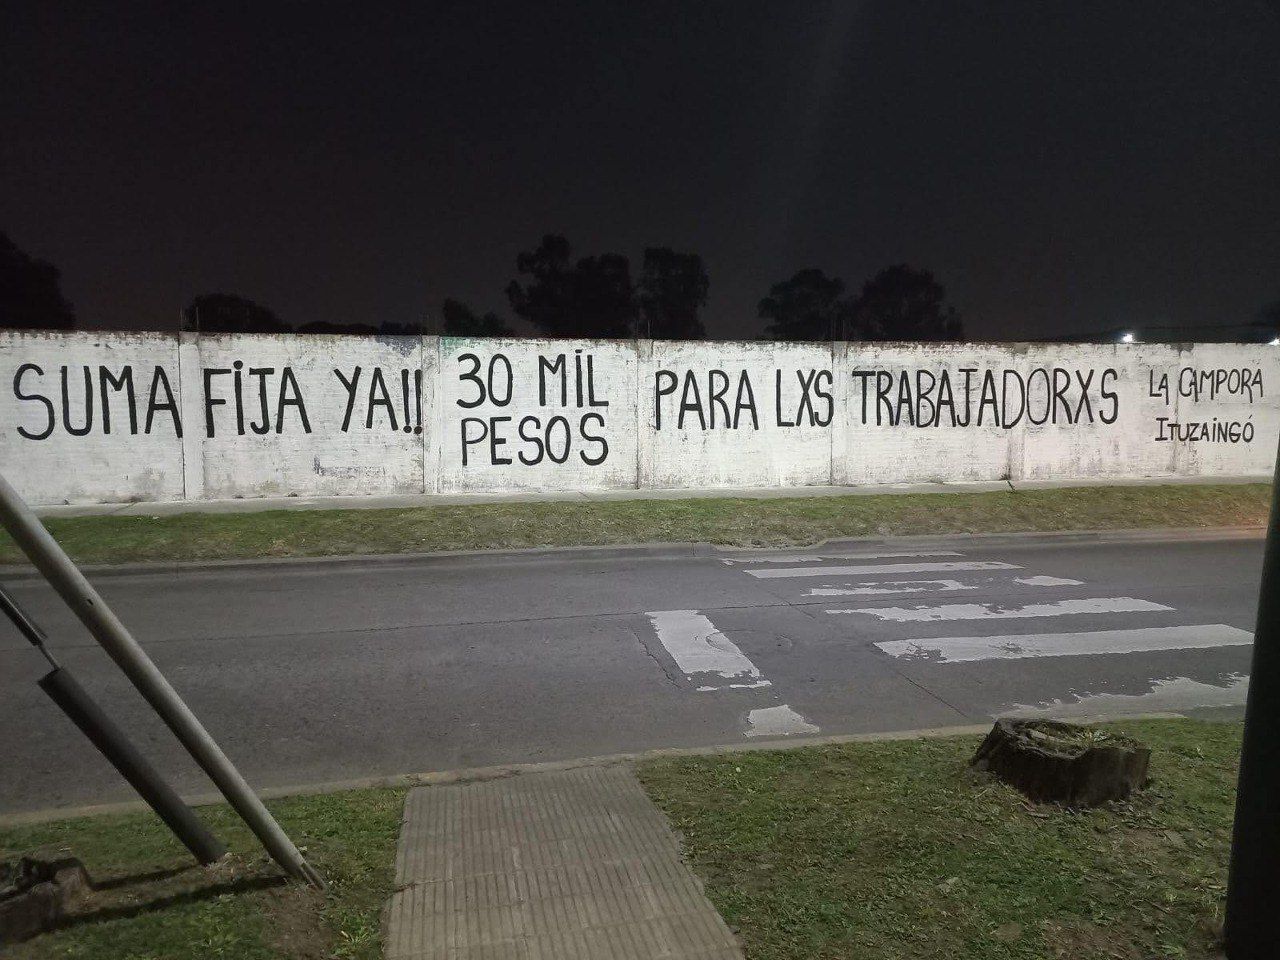 SUMA FIJA YA!! 30 MIL PESOS PARA LXS TRABAJADORXS
LA CAMPORA
ITUZAINGÓ